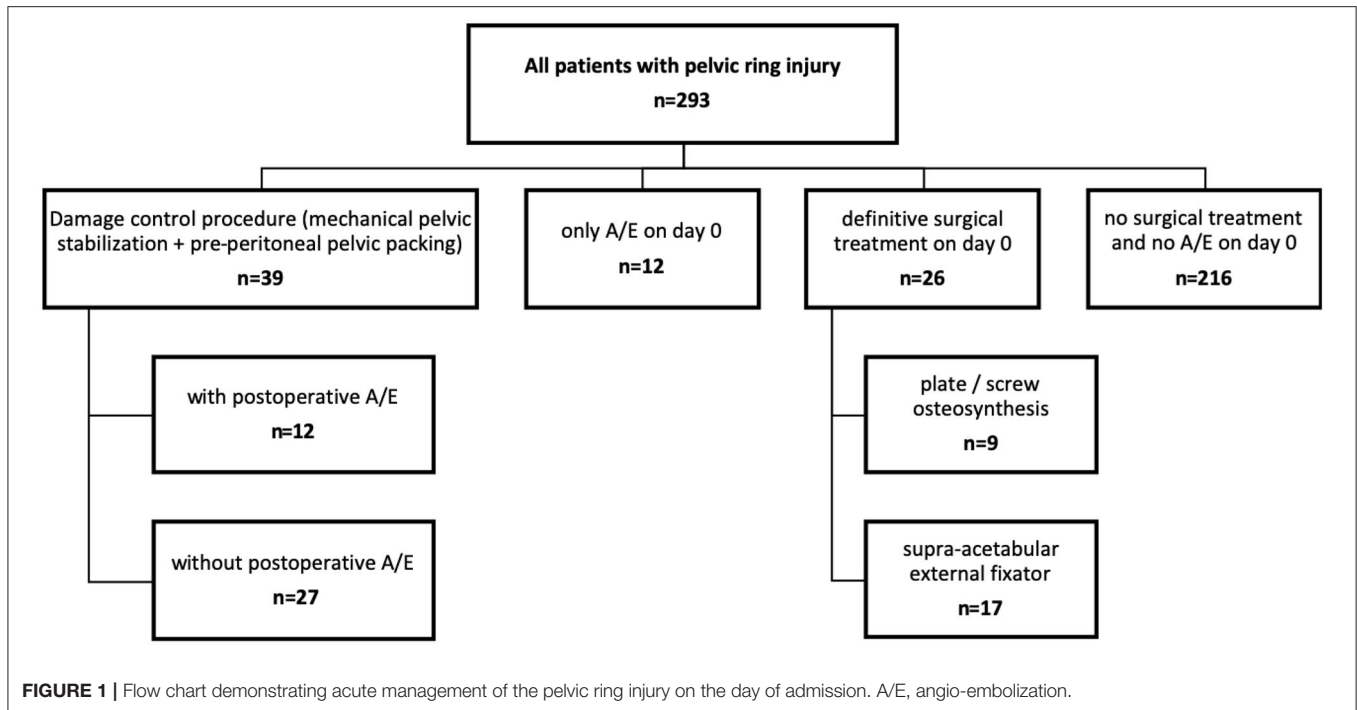 All patients with pelvic ring injury
n=293
Damage control procedure (mechanical pelvic
stabilization + pre-peritoneal pelvic packing)
n=39
only A/E on day 0
n=12
definitive surgical
treatment on day 0
n=26
no surgical treatment
and no A/E on day 0
n=216
with postoperative A/E
n=12
without postoperative A/E
n=27
plate / screw
osteosynthesis
n=9
supra-acetabular
external fixator
n=17
FIGURE 1 | Flow chart demonstrating acute management of the pelvic ring injury on the day of admission. A/E, angio-embolization.